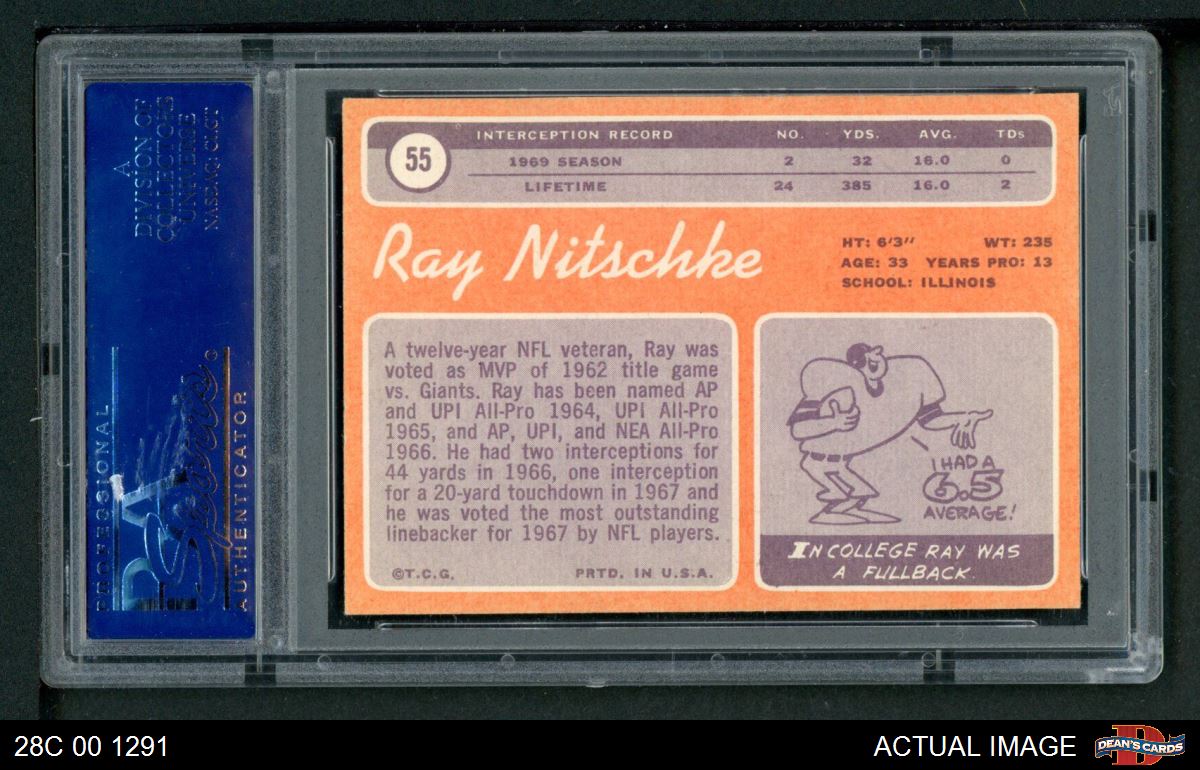 A
DIVISION OF
COLLECTORS
UNIVERSE
NASDAQ: CLCT
PROFESSIONAL
PSA
Sports
AUTHENTICATOR
55
INTERCEPTION RECORD NO. YDS. AVG. TDs
1969 SEASON 2 32 16.0 0
LIFETIME 24 385 16.0 2
Ray Nitschke
HT: 6'3" WT: 235
AGE: 33 YEARS PRO: 13
SCHOOL: ILLINOIS
A twelve-year NFL veteran, Ray was
voted as MVP of 1962 title game
vs. Giants. Ray has been named AP
and UPI All-Pro 1964, UPI All-Pro
1965, and AP, UPI, and NEA All-Pro
1966. He had two interceptions for
44 yards in 1966, one interception
for a 20-yard touchdown in 1967 and
he was voted the most outstanding
linebacker for 1967 by NFL players.
©T.C.G. PRTD. IN U.S.A.
I HAD A
6.5
AVERAGE!
IN COLLEGE RAY WAS
A FULLBACK.
28C 00 1291
ACTUAL IMAGE
D
DEAN'S CARDS